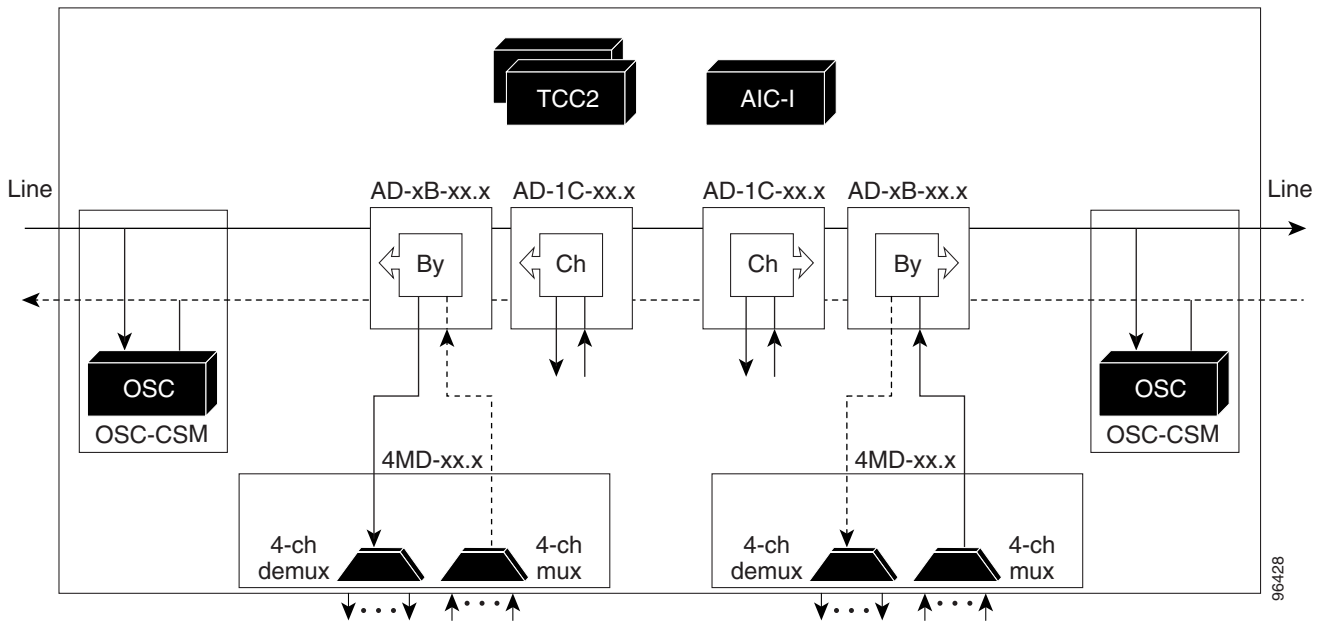 TCC2
AIC-I
Line
AD-xB-xx.x
AD-1C-xx.x
AD-1C-xx.x
AD-xB-xx.x
Line
By
Ch
Ch
By
OSC
OSC-CSM
OSC
OSC-CSM
4MD-xx.x
4MD-xx.x
4-ch
demux
4-ch
mux
4-ch
demux
4-ch
mux
96428